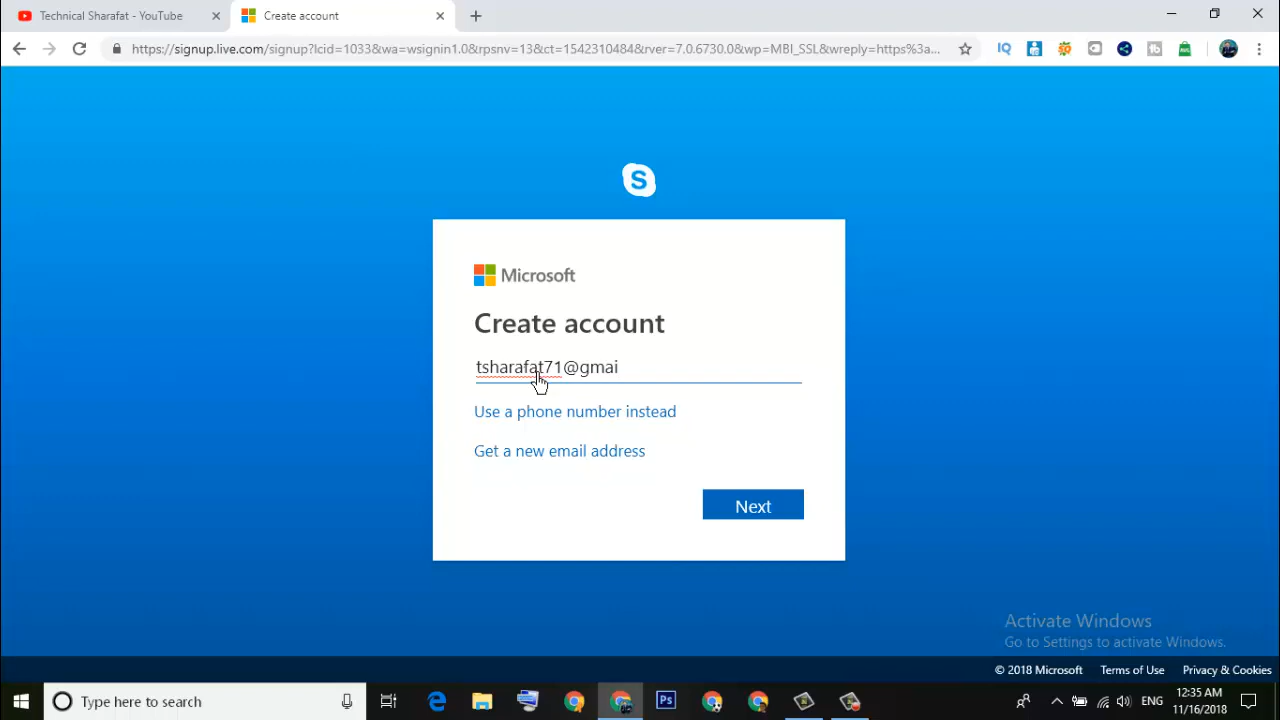 Technical Sharafat - YouTube
Create account
https://signup.live.com/signup?lcid=1033&wa=wsignin1.0&rpsnv=13&ct=1542310484&rver=7.0.6730.0&wp=MBI_SSL&wreply=https%3a...
S
Microsoft
Create account
tsharafat71@gmai
Use a phone number instead
Get a new email address
Next
Activate Windows
Go to Settings to activate Windows.
© 2018 Microsoft Terms of Use Privacy & Cookies
Type here to search
ENG
12:35 AM
11/16/2018